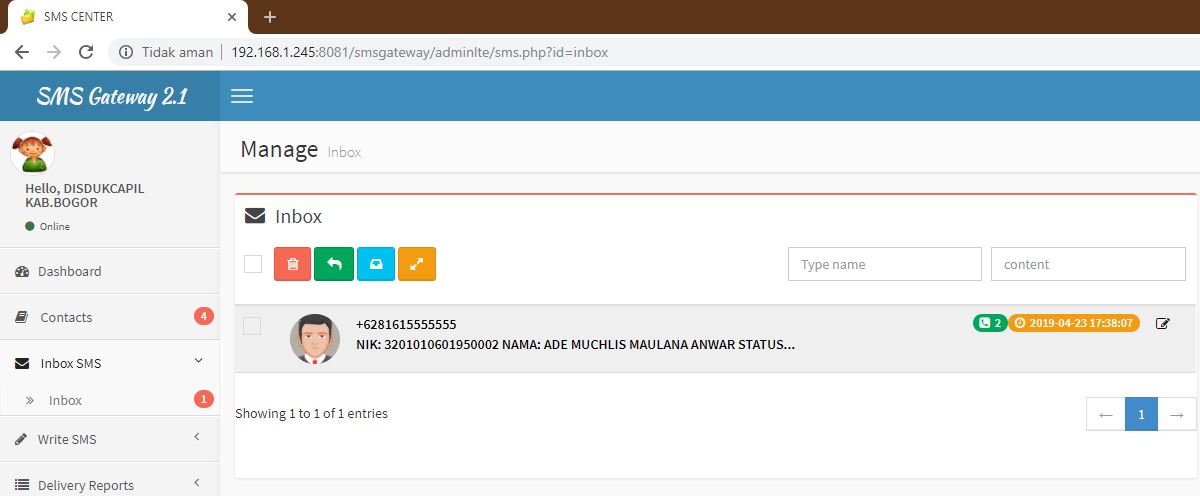 SMS CENTER
Tidak aman | 192.168.1.245:8081/smsgateway/adminlte/sms.php?id=inbox
SMS Gateway 2.1
Hello, DISDUKCAPIL
KAB.BOGOR
Online
Dashboard
Contacts 4
Inbox SMS
Inbox 1
Write SMS
Delivery Reports
Manage Inbox
Inbox
Type name content
+6281615555555 2 2019-04-23 17:38:07
NIK: 3201010601950002 NAMA: ADE MUCHLIS MAULANA ANWAR STATUS...
Showing 1 to 1 of 1 entries
← 1 →